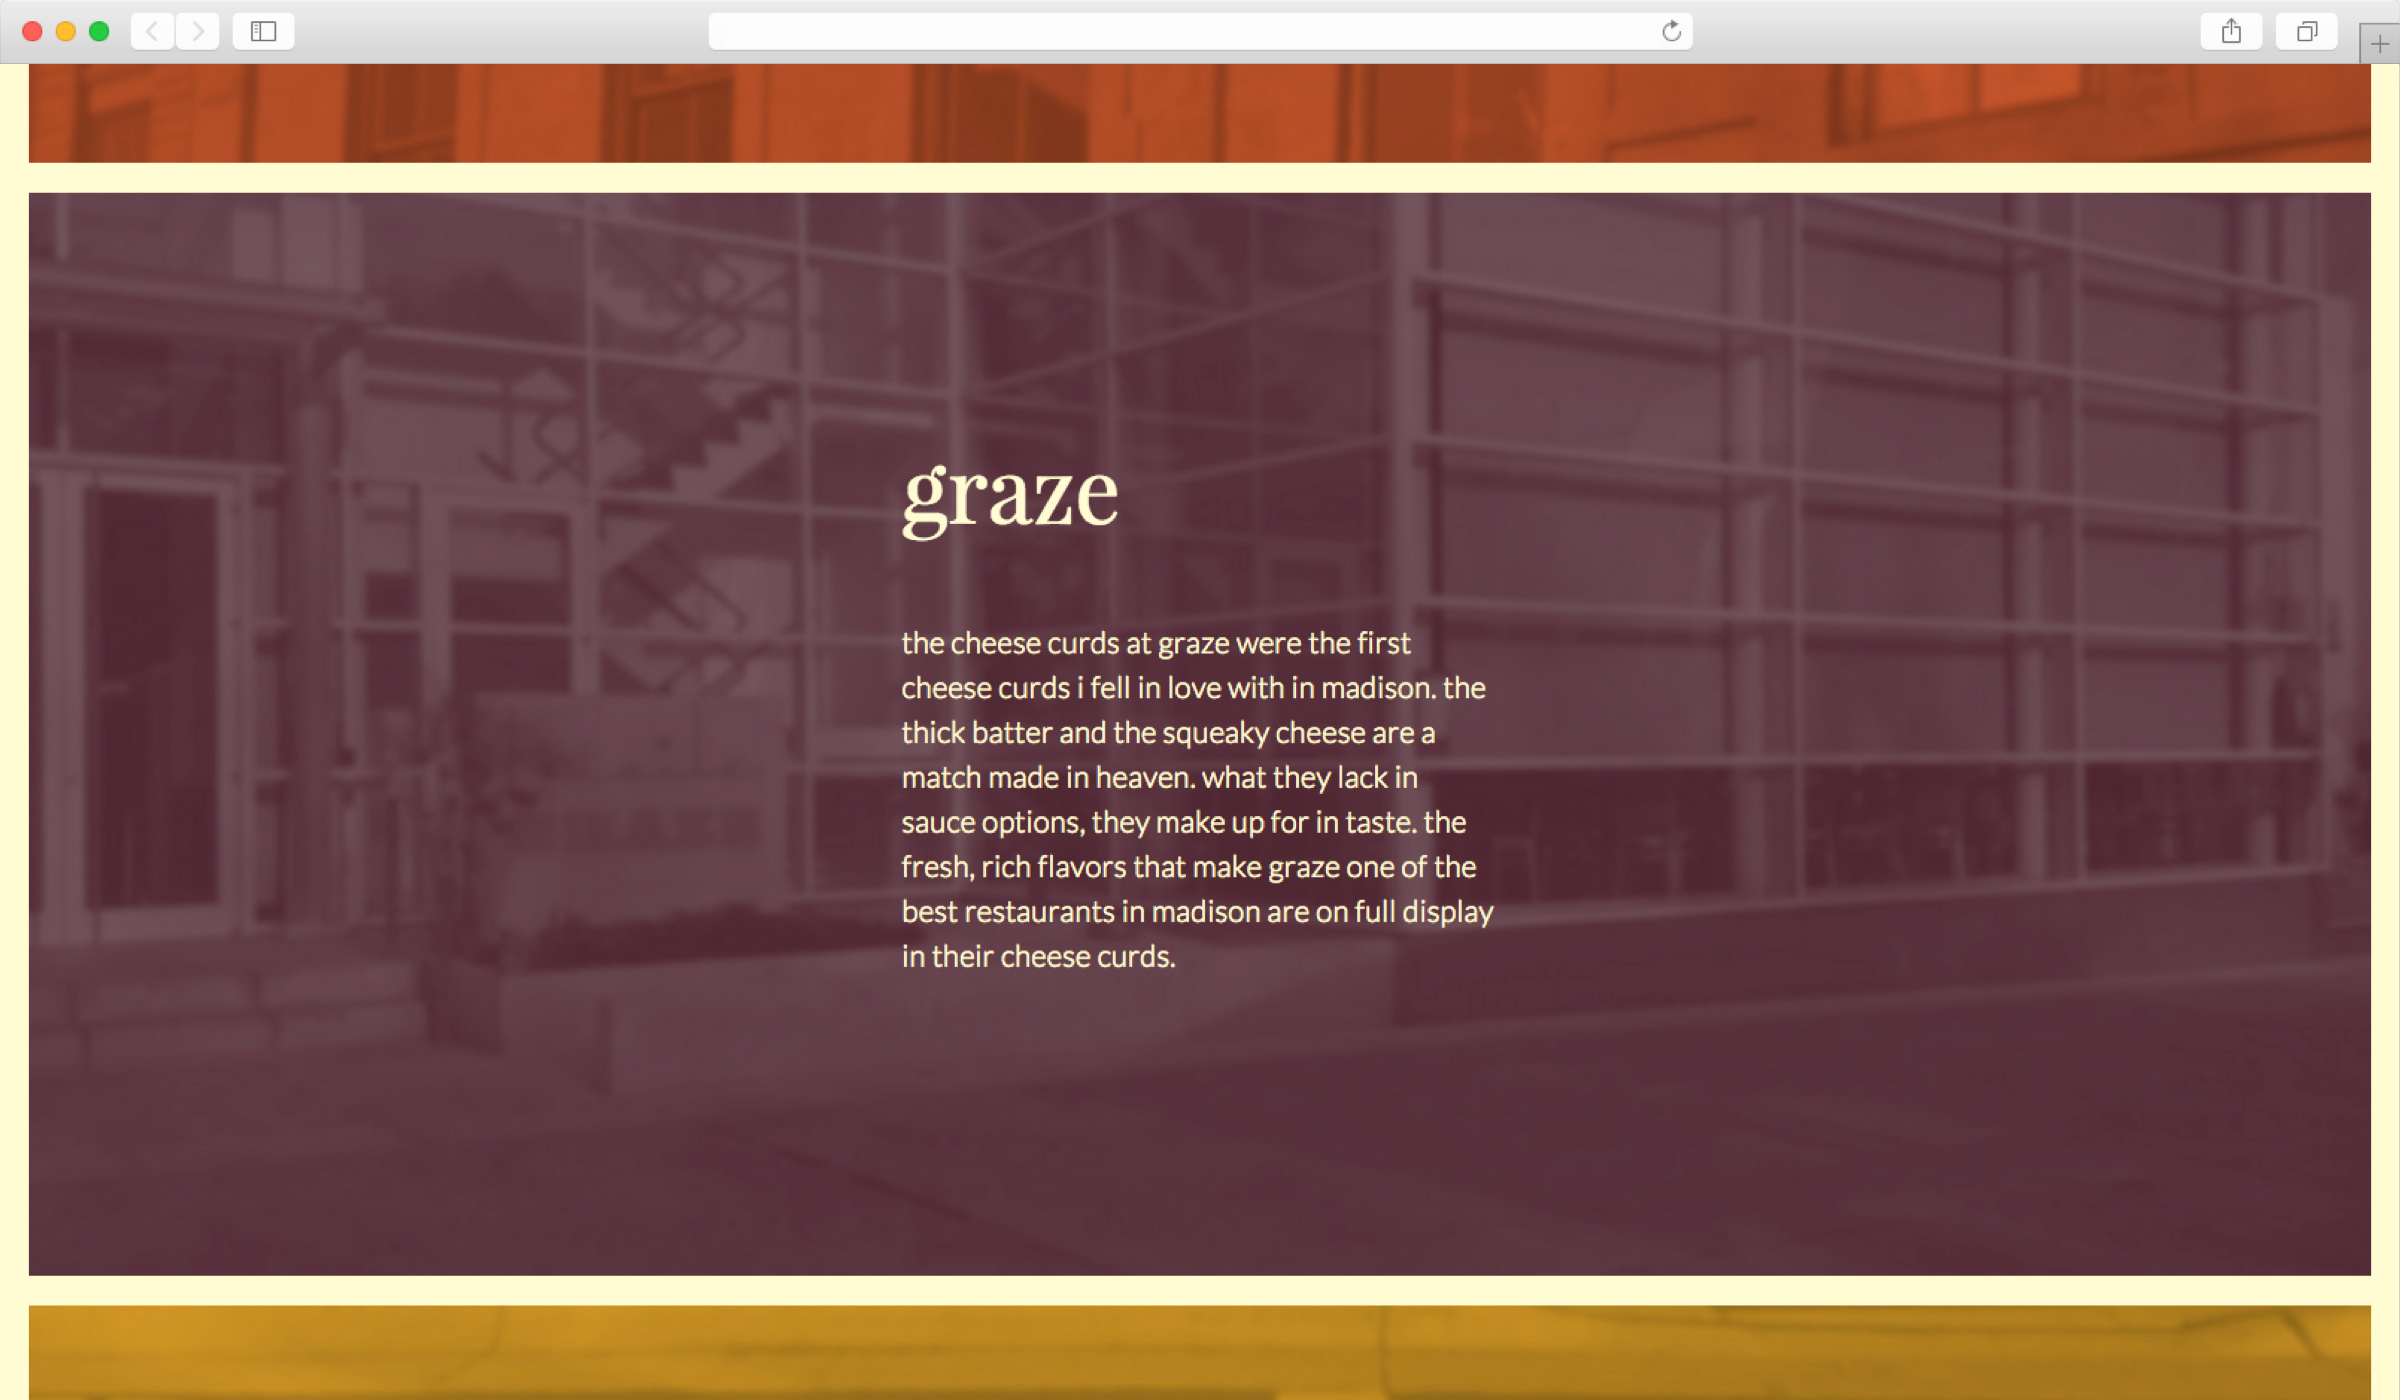 graze
the cheese curds at graze were the first
cheese curds i fell in love with in madison. the
thick batter and the squeaky cheese are a
match made in heaven. what they lack in
sauce options, they make up for in taste. the
fresh, rich flavors that make graze one of the
best restaurants in madison are on full display
in their cheese curds.